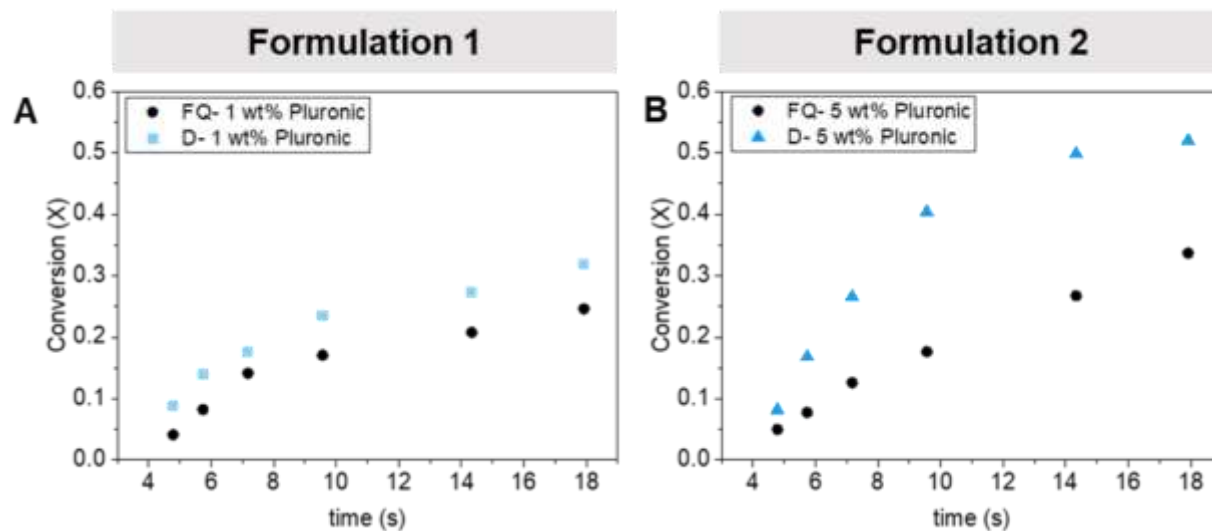 Formulation 1
A
FQ- 1 wt% Pluronic
D- 1 wt% Pluronic
Conversion (X)
0.6
0.5
0.4
0.3
0.2
0.1
0.0
4 6 8 10 12 14 16 18
time (s)
Formulation 2
B
FQ- 5 wt% Pluronic
D- 5 wt% Pluronic
Conversion (X)
0.6
0.5
0.4
0.3
0.2
0.1
0.0
4 6 8 10 12 14 16 18
time (s)